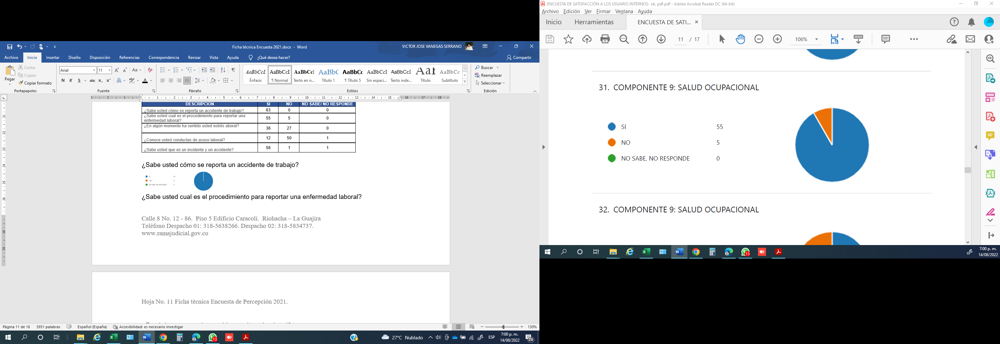 Ficha técnica Encuesta 2021.docx - Word
VICTOR JOSE VANEGAS SERRANO
Archivo Inicio Insertar Diseño Disposición Referencias Correspondencia Revisar Vista Ayuda ¿Qué desea hacer? Compartir
Pegar
Cortar
Copiar
Copiar formato
Portapapeles
Arial 11
N K S abc
Fuente
Párrafo
AaBbCcI Énfasis
AaBbCcI ¶ Normal
AaBbCcI Texto en n...
AaBbC Título 1
AaBbCc ¶ Título 5
AaBbCcI Sin espaci...
AaBbCcI Texto inde...
Título
AaBbCc Subtítulo
Estilos
Buscar
Reemplazar
Seleccionar
Edición
DESCRIPCION SI NO NO SABE/ NO RESPONDE
¿Sabe usted cómo se reporta un accidente de trabajo? 63 0 0
¿Sabe usted cual es el procedimiento para reportar una enfermedad laboral? 55 5 0
¿En algún momento ha sentido usted estrés aboral? 36 27 0
¿Conoce usted conductas de acoso laboral? 12 50 1
¿Sabe usted que es un incidente y un accidente? 58 1 1
¿Sabe usted cómo se reporta un accidente de trabajo?
SI 63
NO 0
NO SABE, NO RESPONDE 0
¿Sabe usted cual es el procedimiento para reportar una enfermedad laboral?
Calle 8 No. 12 - 86. Piso 5 Edificio Caracolí. Riohacha – La Guajira
Teléfono Despacho 01: 318-5638266. Despacho 02: 318-5834737.
www.ramajudicial.gov.co
Hoja No. 11 Ficha técnica Encuesta de Percepción 2021.
Página 11 de 16 3951 palabras Español (España) Accesibilidad: es necesario investigar 130%
27°C Nublado ESP 7:00 p. m.
14/08/2022 26
ENCUESTA DE SATISFACCIÓN A LOS USUARIO INTERNOS- ok. pdf.pdf - Adobe Acrobat Reader DC (64-bit)
Archivo Edición Ver Firmar Ventana Ayuda
Inicio Herramientas ENCUESTA DE SATI... ×
11 / 17 106%
31. COMPONENTE 9: SALUD OCUPACIONAL
SI 55
NO 5
NO SABE, NO RESPONDE 0
32. COMPONENTE 9: SALUD OCUPACIONAL
7:00 p. m.
14/08/2022